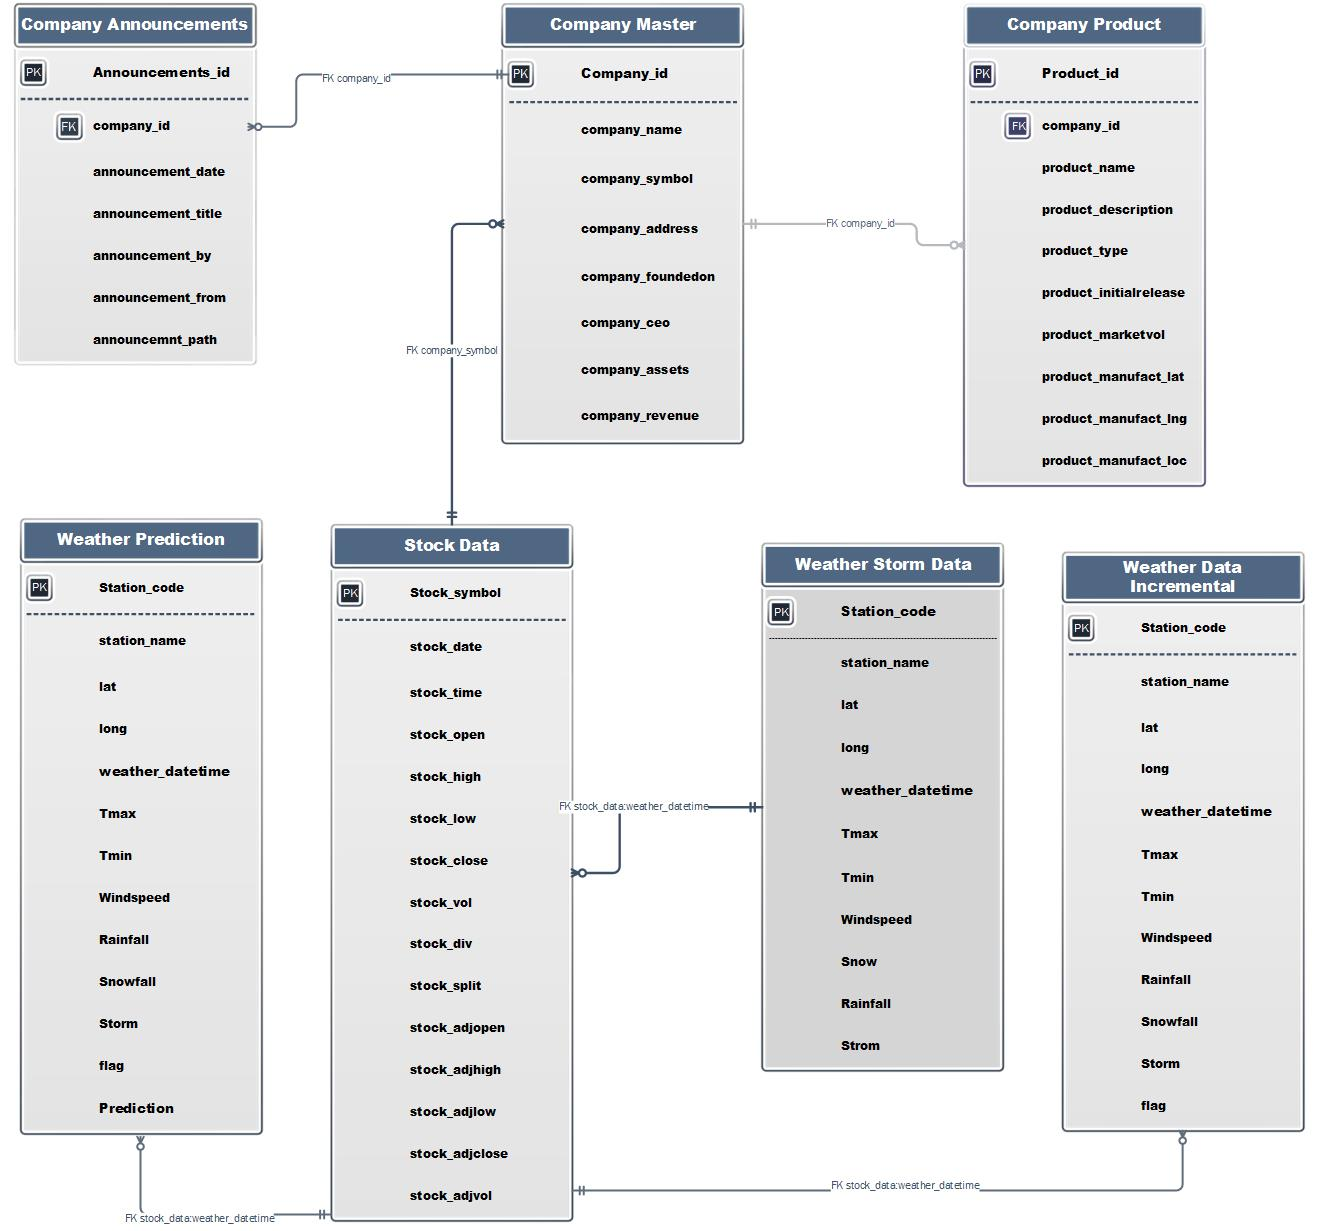 Company Announcements
PK Announcements_id
FK company_id
announcement_date
announcement_title
announcement_by
announcement_from
announcemnt_path
FK company_id
Company Master
PK Company_id
company_name
company_symbol
company_address
company_foundedon
company_ceo
company_assets
company_revenue
FK company_id
Company Product
PK Product_id
FK company_id
product_name
product_description
product_type
product_initialrelease
product_marketvol
product_manufact_lat
product_manufact_lng
product_manufact_loc
FK company_symbol
Weather Prediction
PK Station_code
station_name
lat
long
weather_datetime
Tmax
Tmin
Windspeed
Rainfall
Snowfall
Storm
flag
Prediction
FK stock_data:weather_datetime
Stock Data
PK Stock_symbol
stock_date
stock_time
stock_open
stock_high
stock_low
stock_close
stock_vol
stock_div
stock_split
stock_adjopen
stock_adjhigh
stock_adjlow
stock_adjclose
stock_adjvol
FK stock_data:weather_datetime
Weather Storm Data
PK Station_code
station_name
lat
long
weather_datetime
Tmax
Tmin
Windspeed
Snow
Rainfall
Strom
FK stock_data:weather_datetime
Weather Data
Incremental
PK Station_code
station_name
lat
long
weather_datetime
Tmax
Tmin
Windspeed
Rainfall
Snowfall
Storm
flag